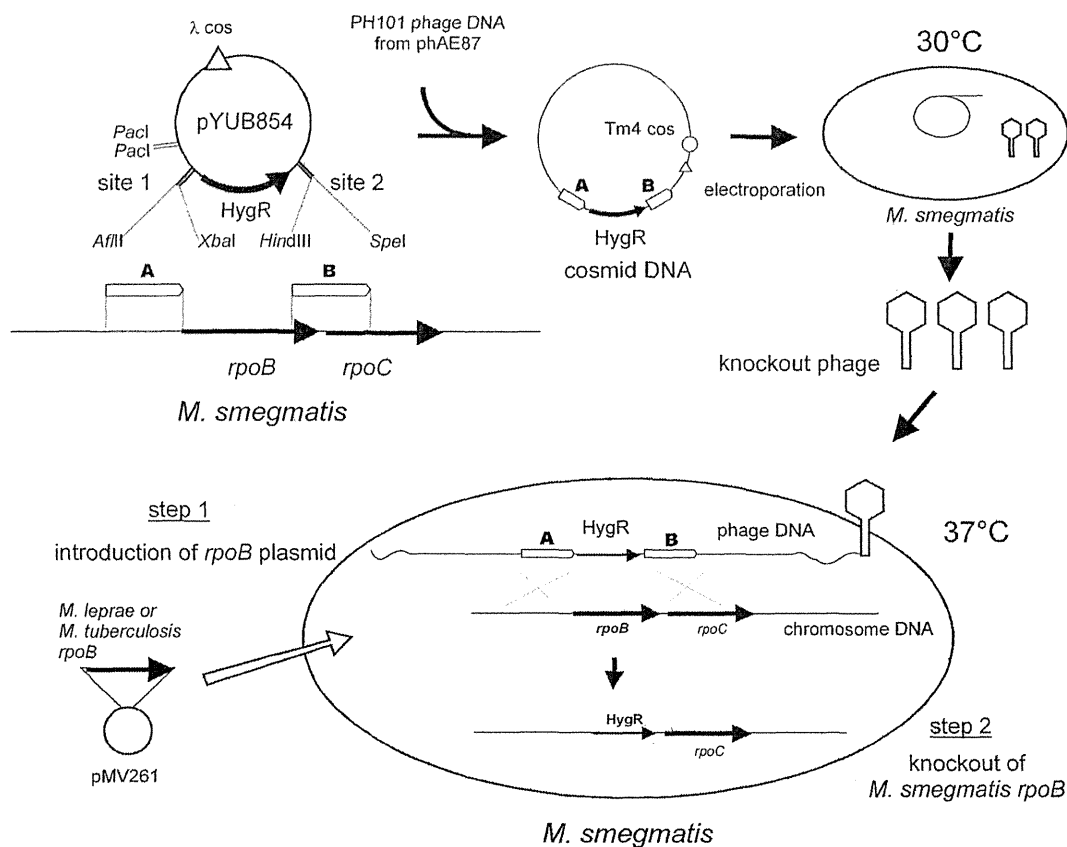 λ cos
pYUB854
PacI
PacI
site 1
site 2
HygR
AflII
XbaI
HindIII
SpeI
A
B
rpoB
rpoC
M. smegmatis
PH101 phage DNA
from phAE87
Tm4 cos
A
B
HygR
cosmid DNA
electroporation
30°C
M. smegmatis
knockout phage
step 1
introduction of rpoB plasmid
M. leprae or
M. tuberculosis
rpoB
pMV261
37°C
A
HygR
B
phage DNA
rpoB
rpoC
chromosome DNA
HygR
rpoC
step 2
knockout of
M. smegmatis rpoB
M. smegmatis